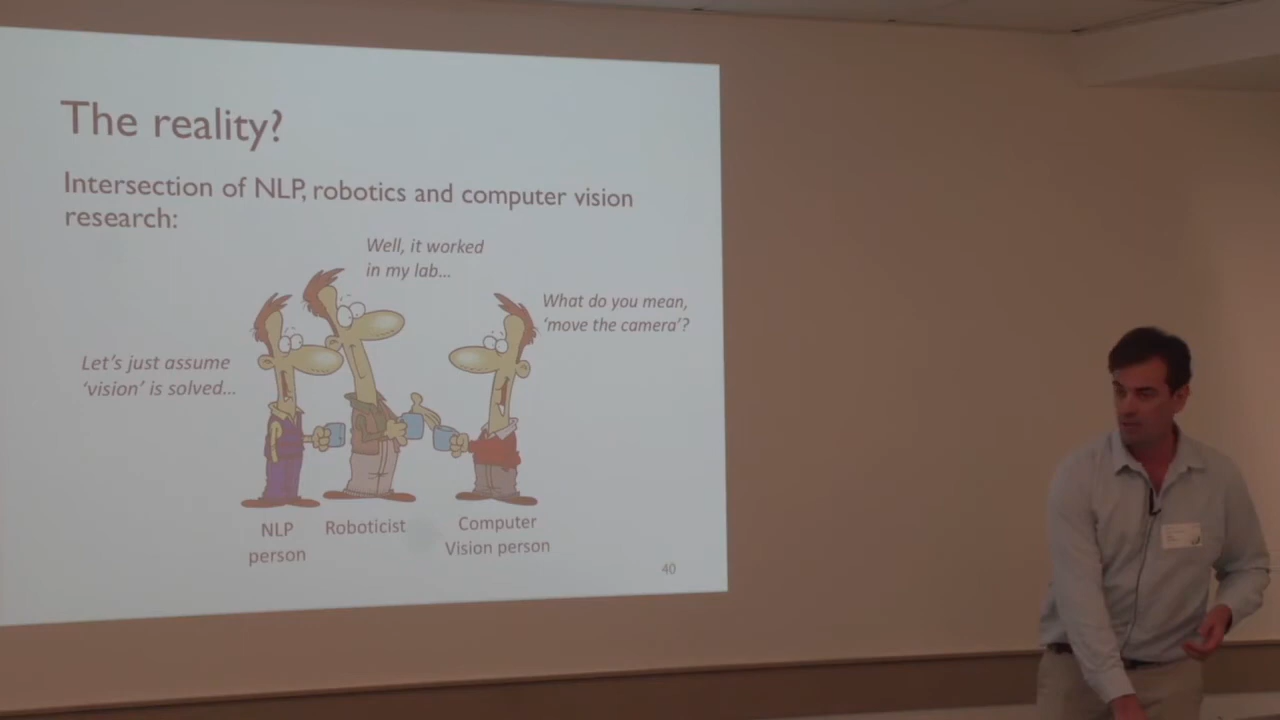 The reality?
Intersection of NLP, robotics and computer vision
research:
Well, it worked
in my lab...
What do you mean,
‘move the camera’?
Let’s just assume
‘vision’ is solved...
NLP
person
Roboticist
Computer
Vision person
40